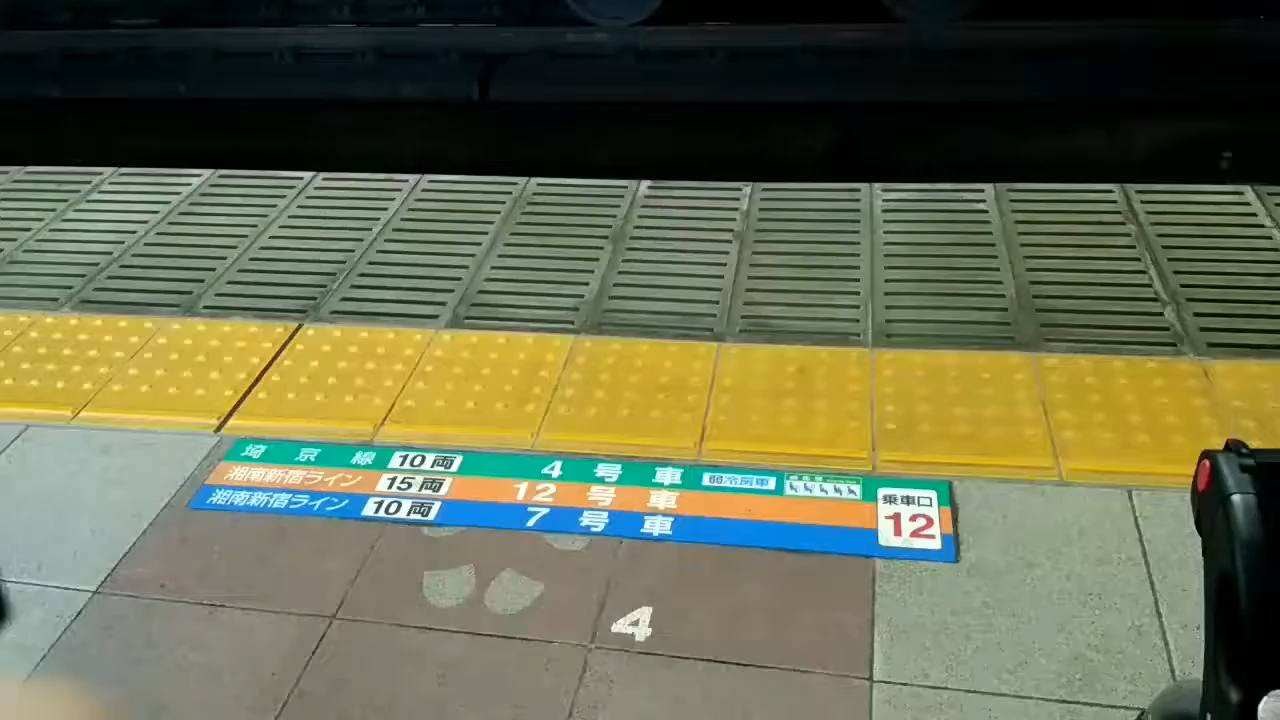 埼京線 10両 4号車 弱冷房車
湘南新宿ライン 15両 12号車
湘南新宿ライン 10両 7号車
乗車口
12
4